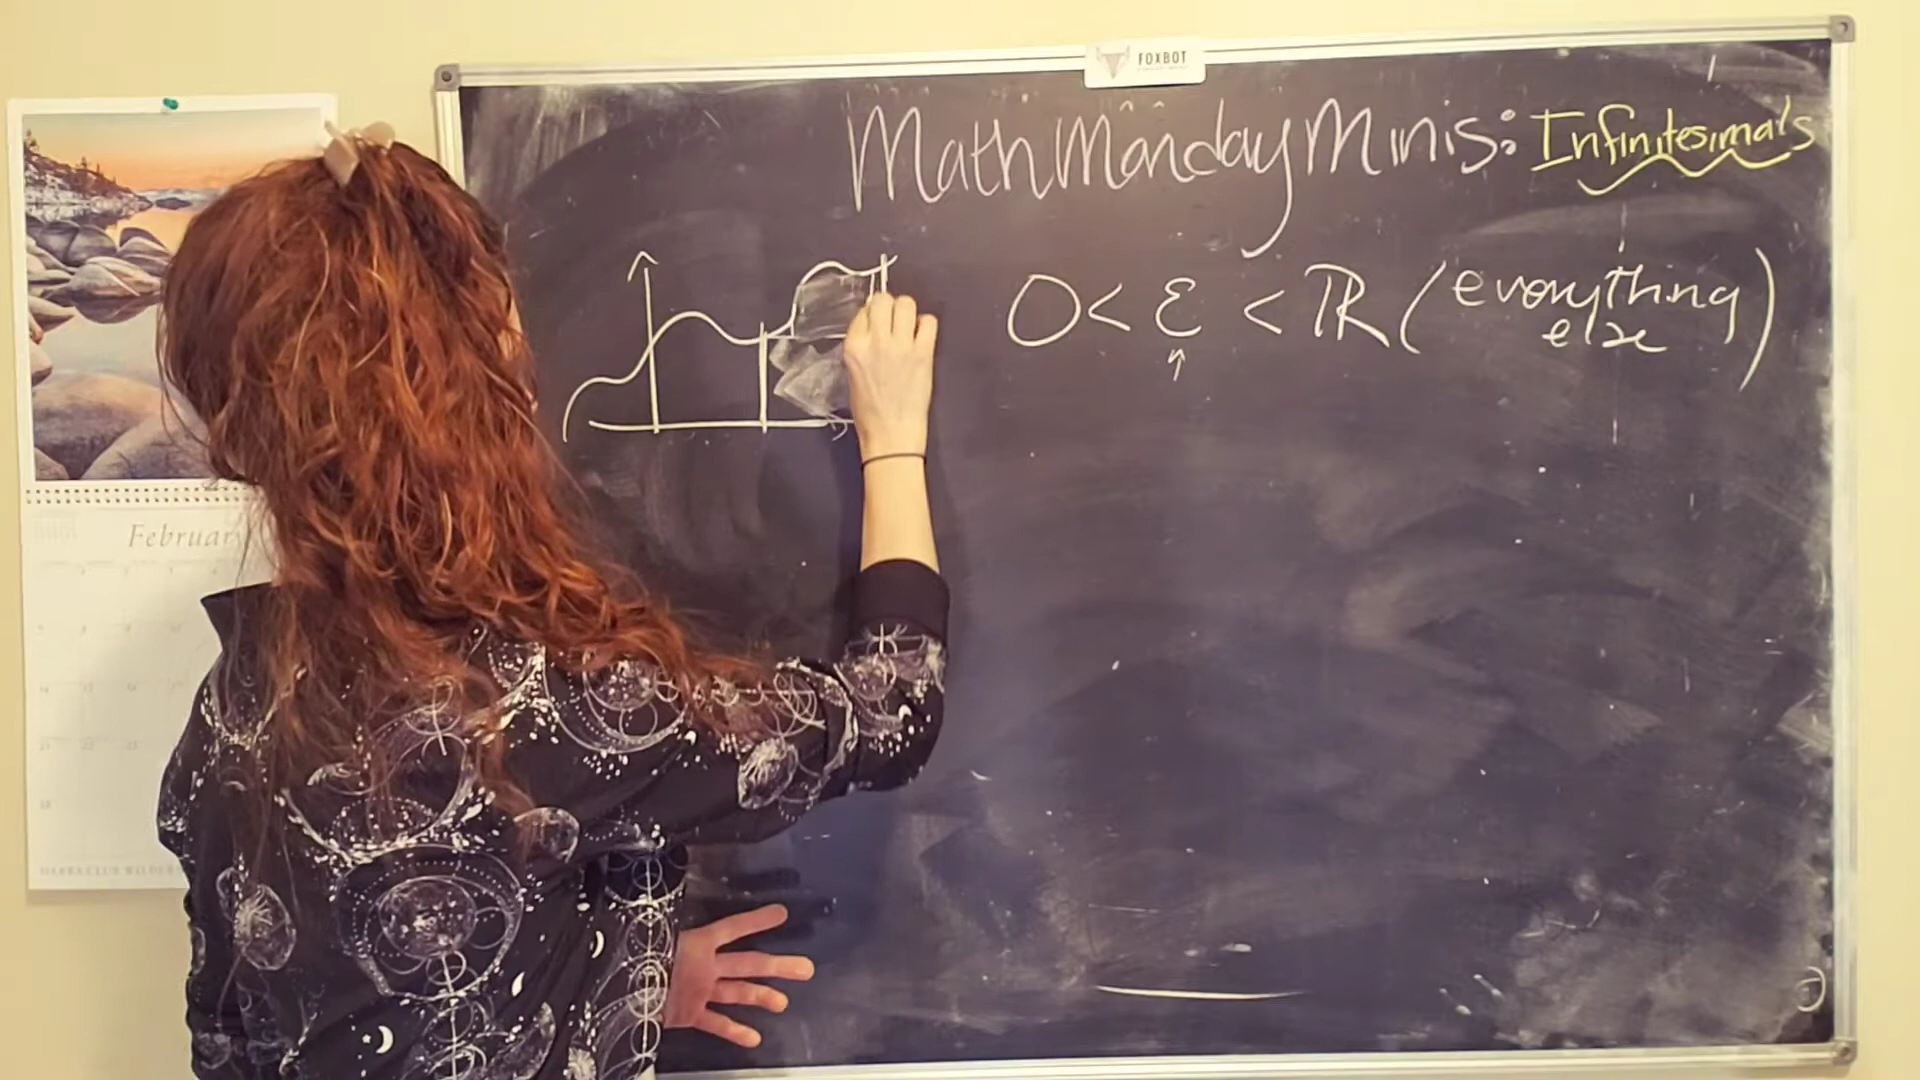 FOXBOT
Math Monday Minis: Infinitesimals
0 < ε < ℝ (everything else)
February